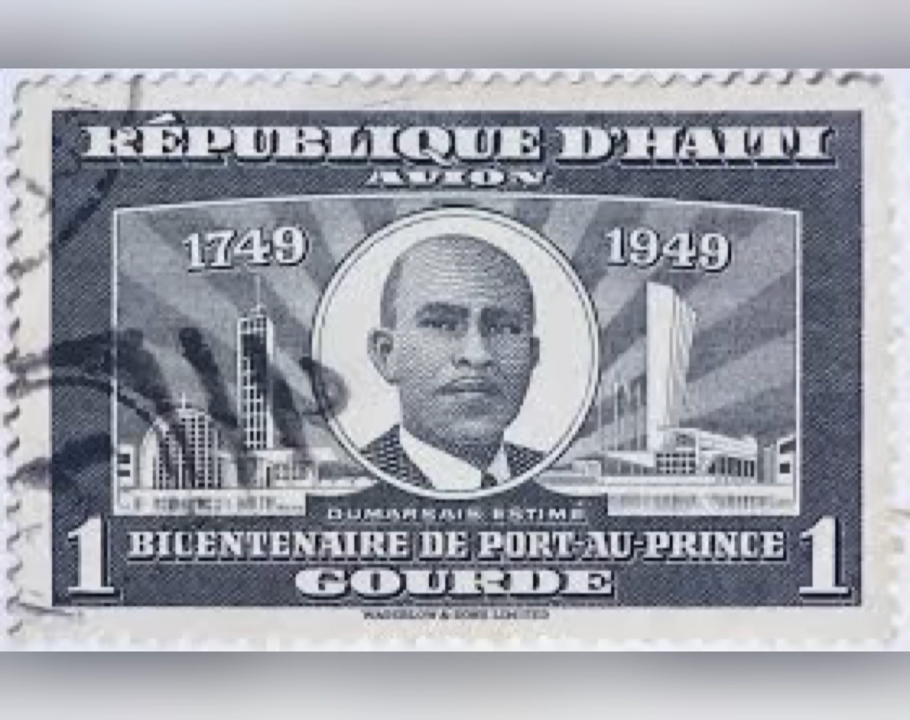 RÉPUBLIQUE D'HAITI
AVION
1749 1949
DUMARSAIS ESTIMÉ
1 BICENTENAIRE DE PORT-AU-PRINCE 1
GOURDE
WATERLOW & SONS LIMITED